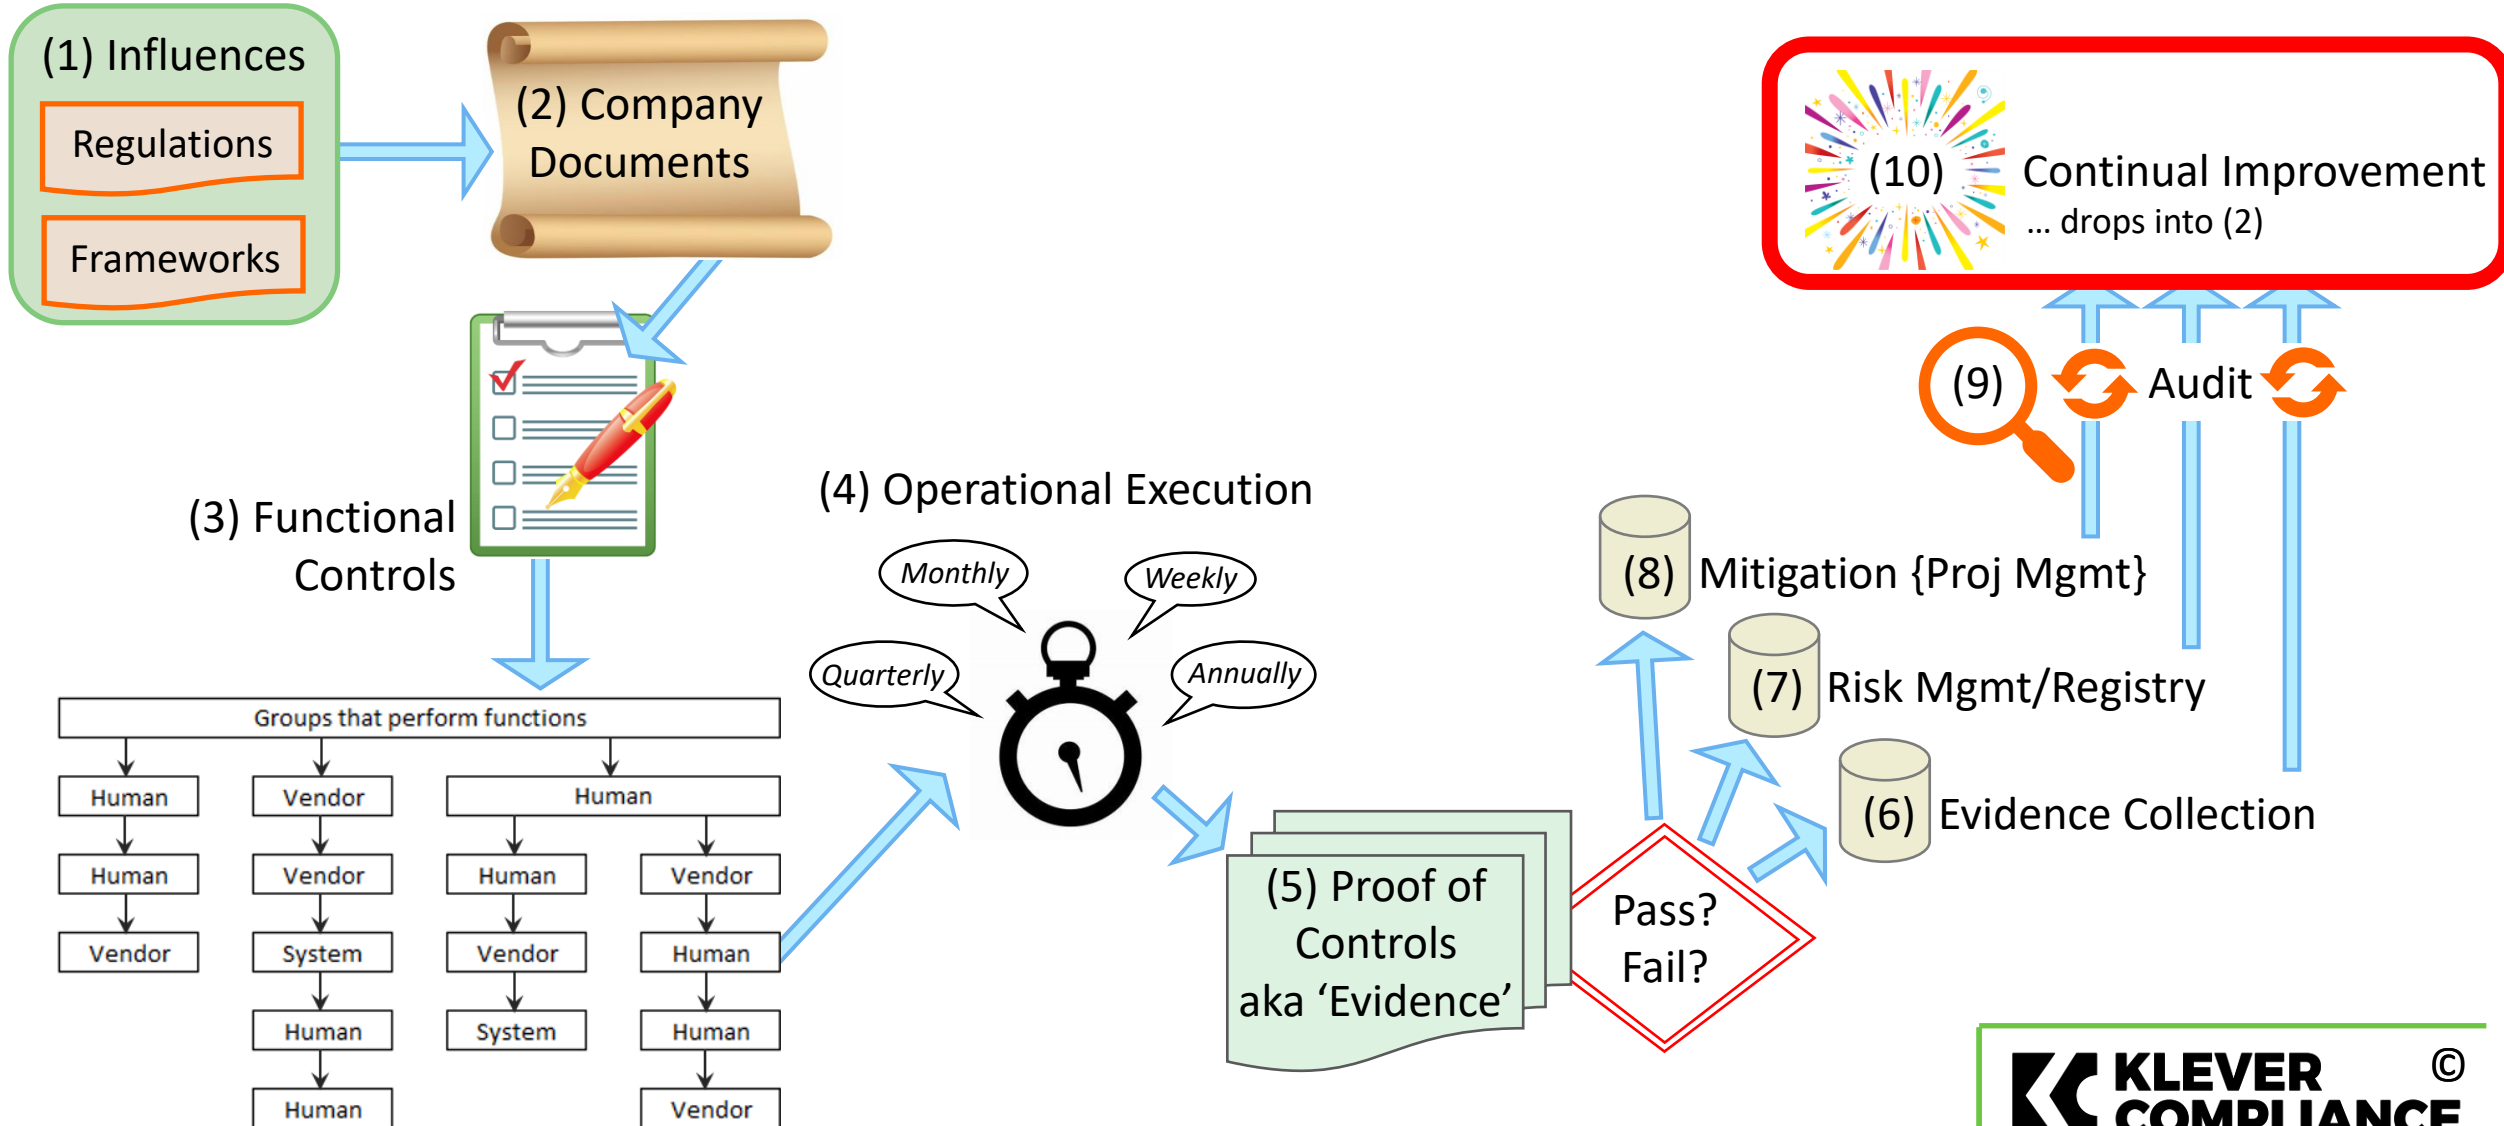 (1) Influences
Regulations
Frameworks
(2) Company
Documents
(3) Functional
Controls
Groups that perform functions
Human
Vendor
Human
Human
Vendor
Human
Vendor
Vendor
System
Vendor
Human
Human
System
Human
Human
Vendor
(4) Operational Execution
Monthly
Weekly
Quarterly
Annually
(5) Proof of
Controls
aka ‘Evidence’
Pass?
Fail?
(6) Evidence Collection
(7) Risk Mgmt/Registry
(8) Mitigation {Proj Mgmt}
(9) Audit
(10) Continual Improvement
... drops into (2)
KLEVER ©
COMPLIANCE